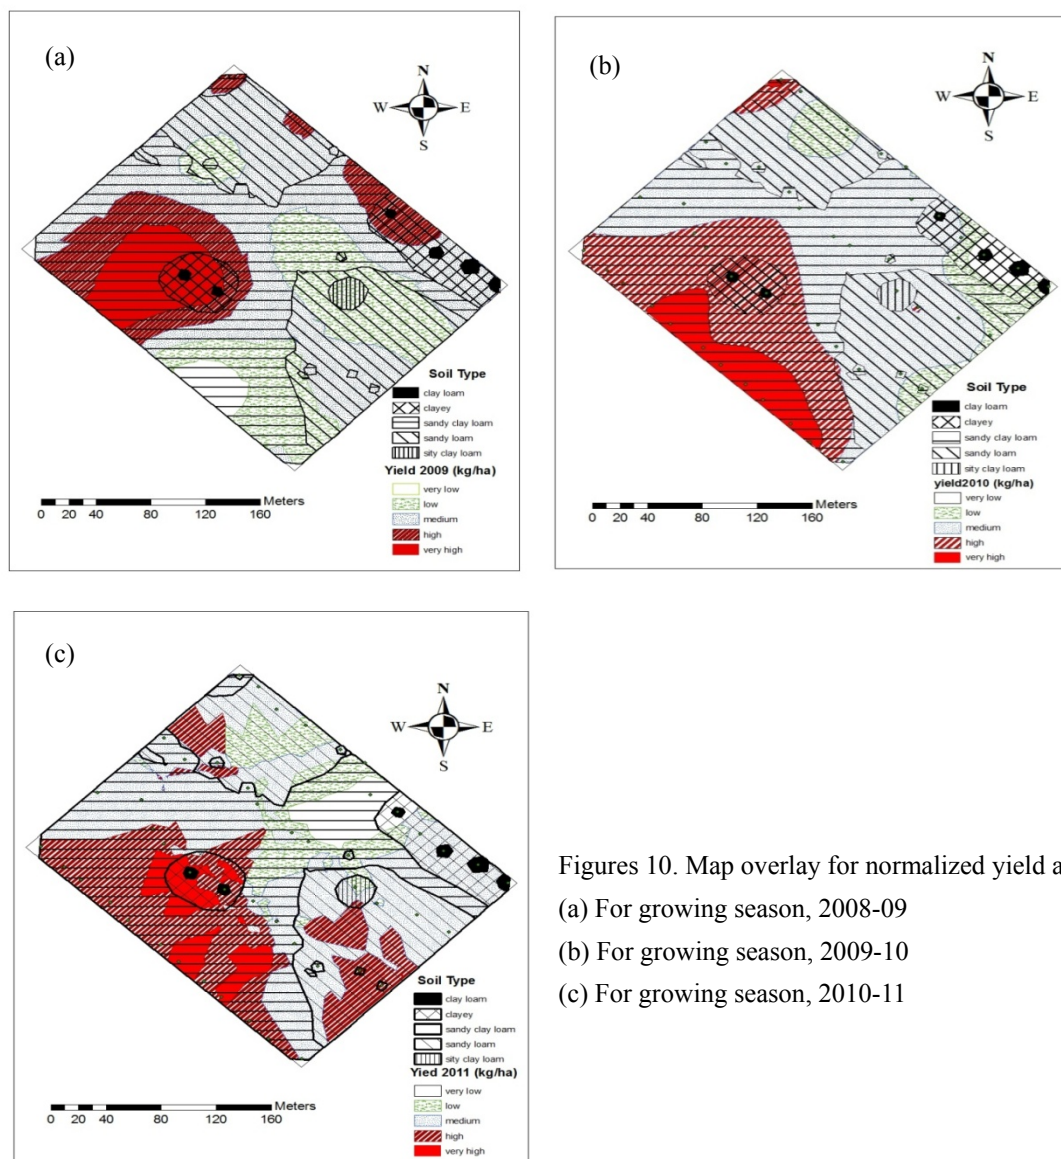 (a)
N
W
E
S
Soil Type
clay loam
clayey
sandy clay loam
sandy loam
sity clay loam
Yield 2009 (kg/ha)
very low
low
medium
high
very high
Meters
0 20 40 80 120 160
(b)
N
W
E
S
Soil Type
clay loam
clayey
sandy clay loam
sandy loam
sity clay loam
yield2010 (kg/ha)
very low
low
medium
high
very high
Meters
0 20 40 80 120 160
(c)
N
W
E
S
Soil Type
clay loam
clayey
sandy clay loam
sandy loam
sity clay loam
Yied 2011 (kg/ha)
very low
low
medium
high
very high
Meters
0 20 40 80 120 160
Figures 10. Map overlay for normalized yield a
(a) For growing season, 2008-09
(b) For growing season, 2009-10
(c) For growing season, 2010-11